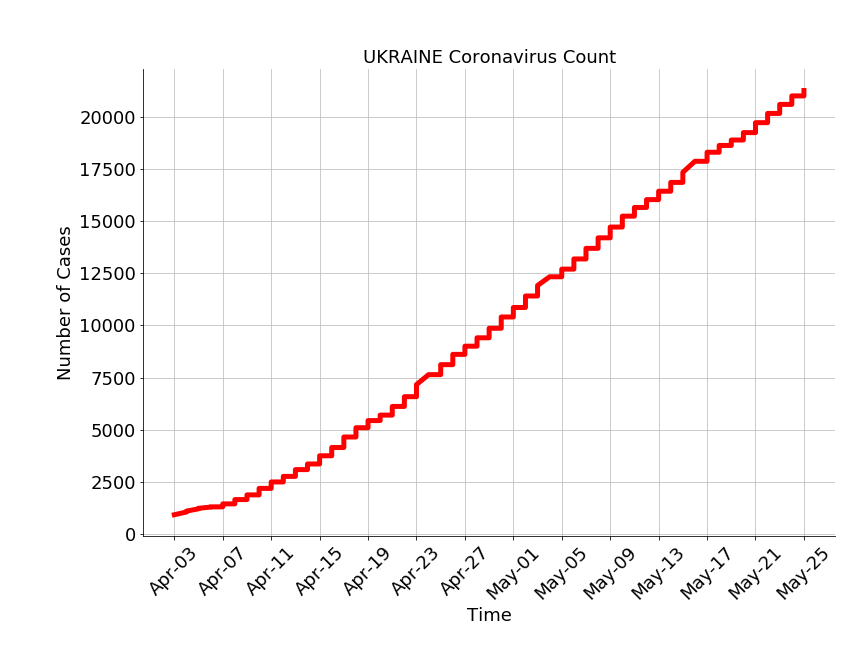 UKRAINE Coronavirus Count
20000
17500
15000
12500
10000
7500
5000
2500
0
Number of Cases
Apr-03
Apr-07
Apr-11
Apr-15
Apr-19
Apr-23
Apr-27
May-01
May-05
May-09
May-13
May-17
May-21
May-25
Time